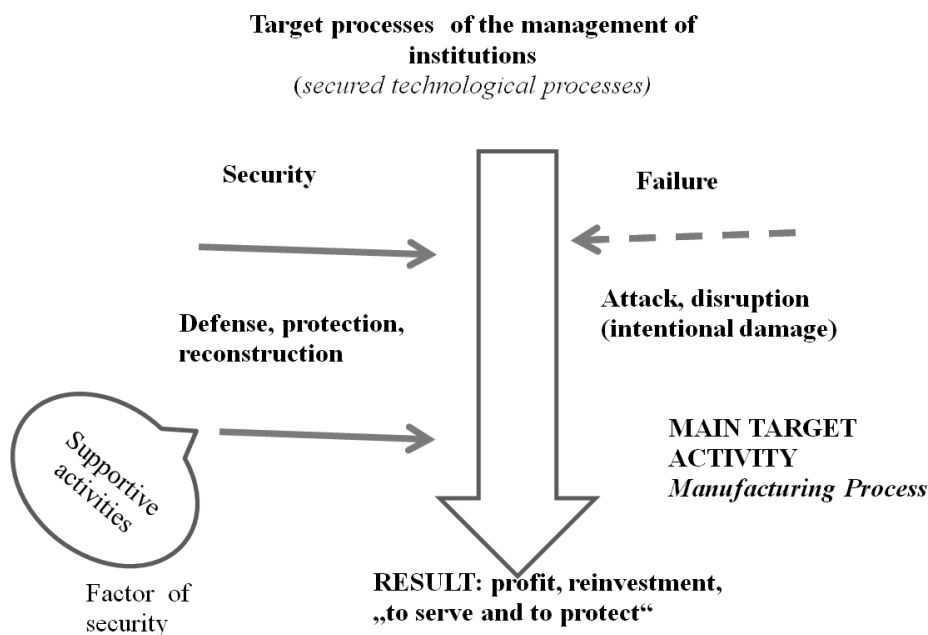 Target processes of the management of
institutions
(secured technological processes)
Security
Failure
Attack, disruption
(intentional damage)
Defense, protection,
reconstruction
Supportive
activities
MAIN TARGET
ACTIVITY
Manufacturing Process
RESULT: profit, reinvestment,
„to serve and to protect“
Factor of
security